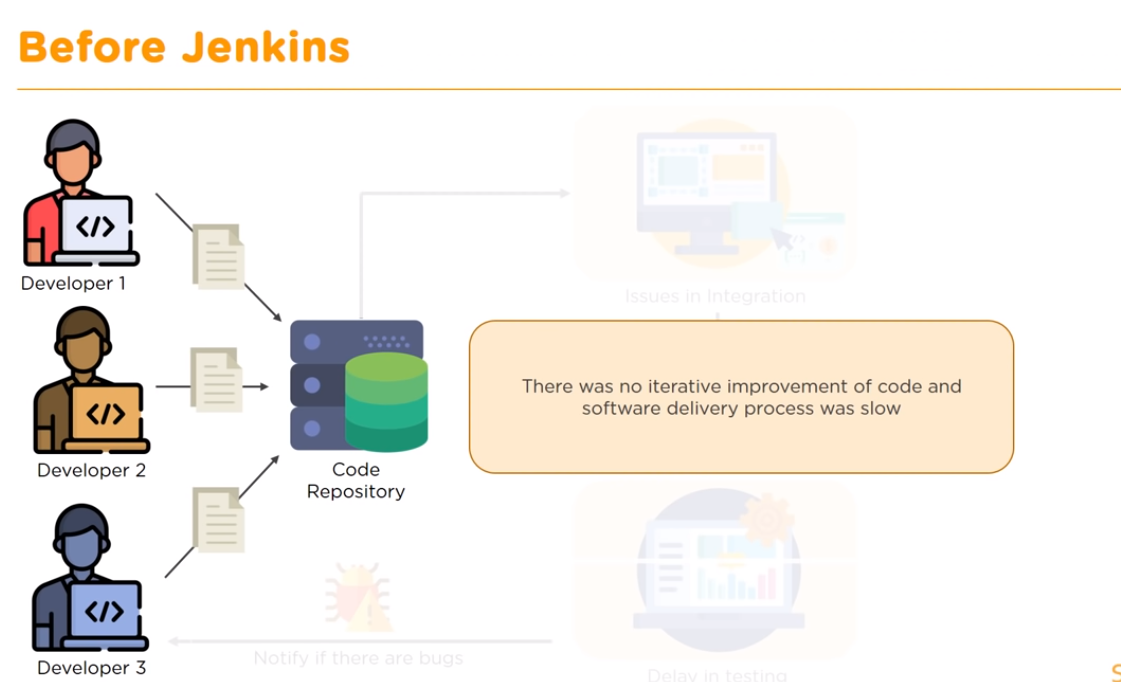 Before Jenkins
</>
Developer 1
Issues in Integration
</>
Developer 2
There was no iterative improvement of code and
software delivery process was slow
Code
Repository
</>
Developer 3
Notify if there are bugs
Delay in testing
S